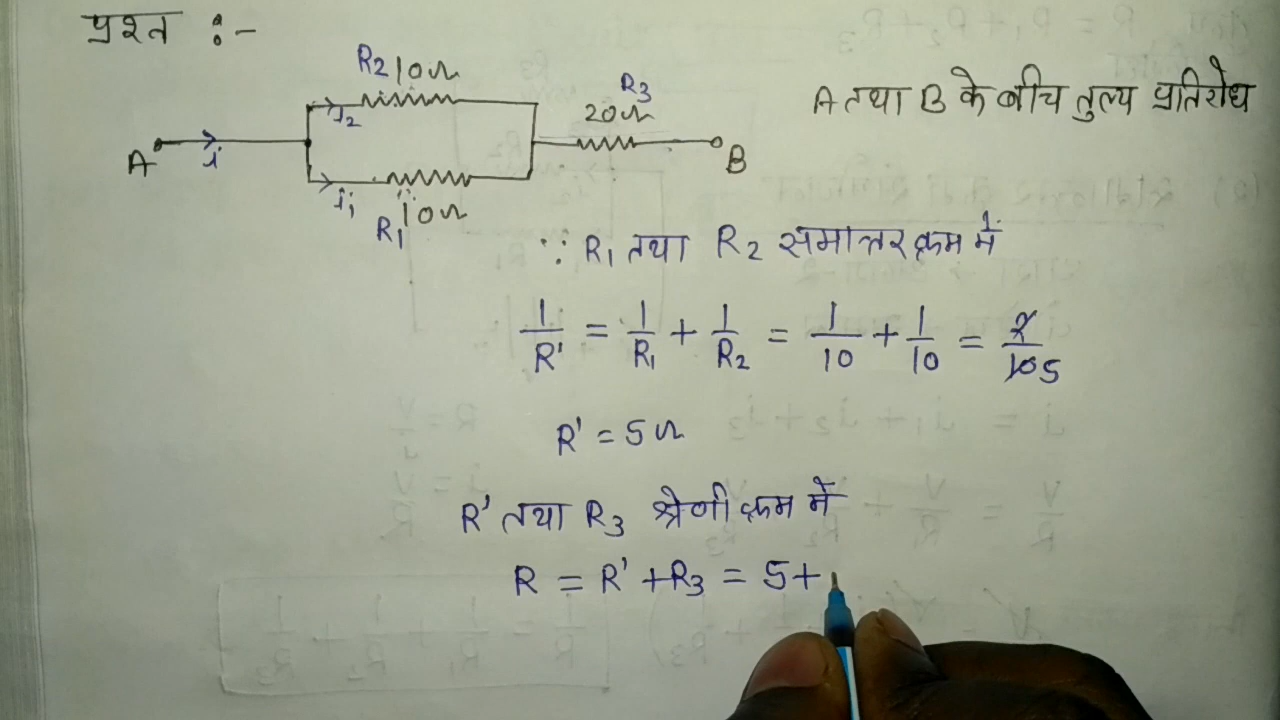 प्रश्न :-
R2 10Ω
R3
20Ω
A तथा B के बीच तुल्य प्रतिरोध
i2
A
i
B
i1
10Ω
R1
∵ R1 तथा R2 समान्तर क्रम में
1/R' = 1/R1 + 1/R2 = 1/10 + 1/10 = 2/10 5
R' = 5Ω
R' तथा R3 श्रेणी क्रम में
R = R' + R3 = 5+